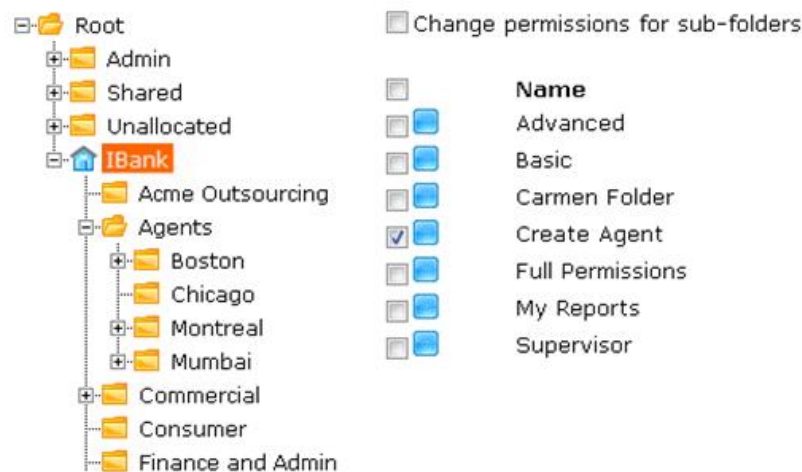 Root
Admin
Shared
Unallocated
IBank
Acme Outsourcing
Agents
Boston
Chicago
Montreal
Mumbai
Commercial
Consumer
Finance and Admin
Change permissions for sub-folders
Name
Advanced
Basic
Carmen Folder
Create Agent
Full Permissions
My Reports
Supervisor